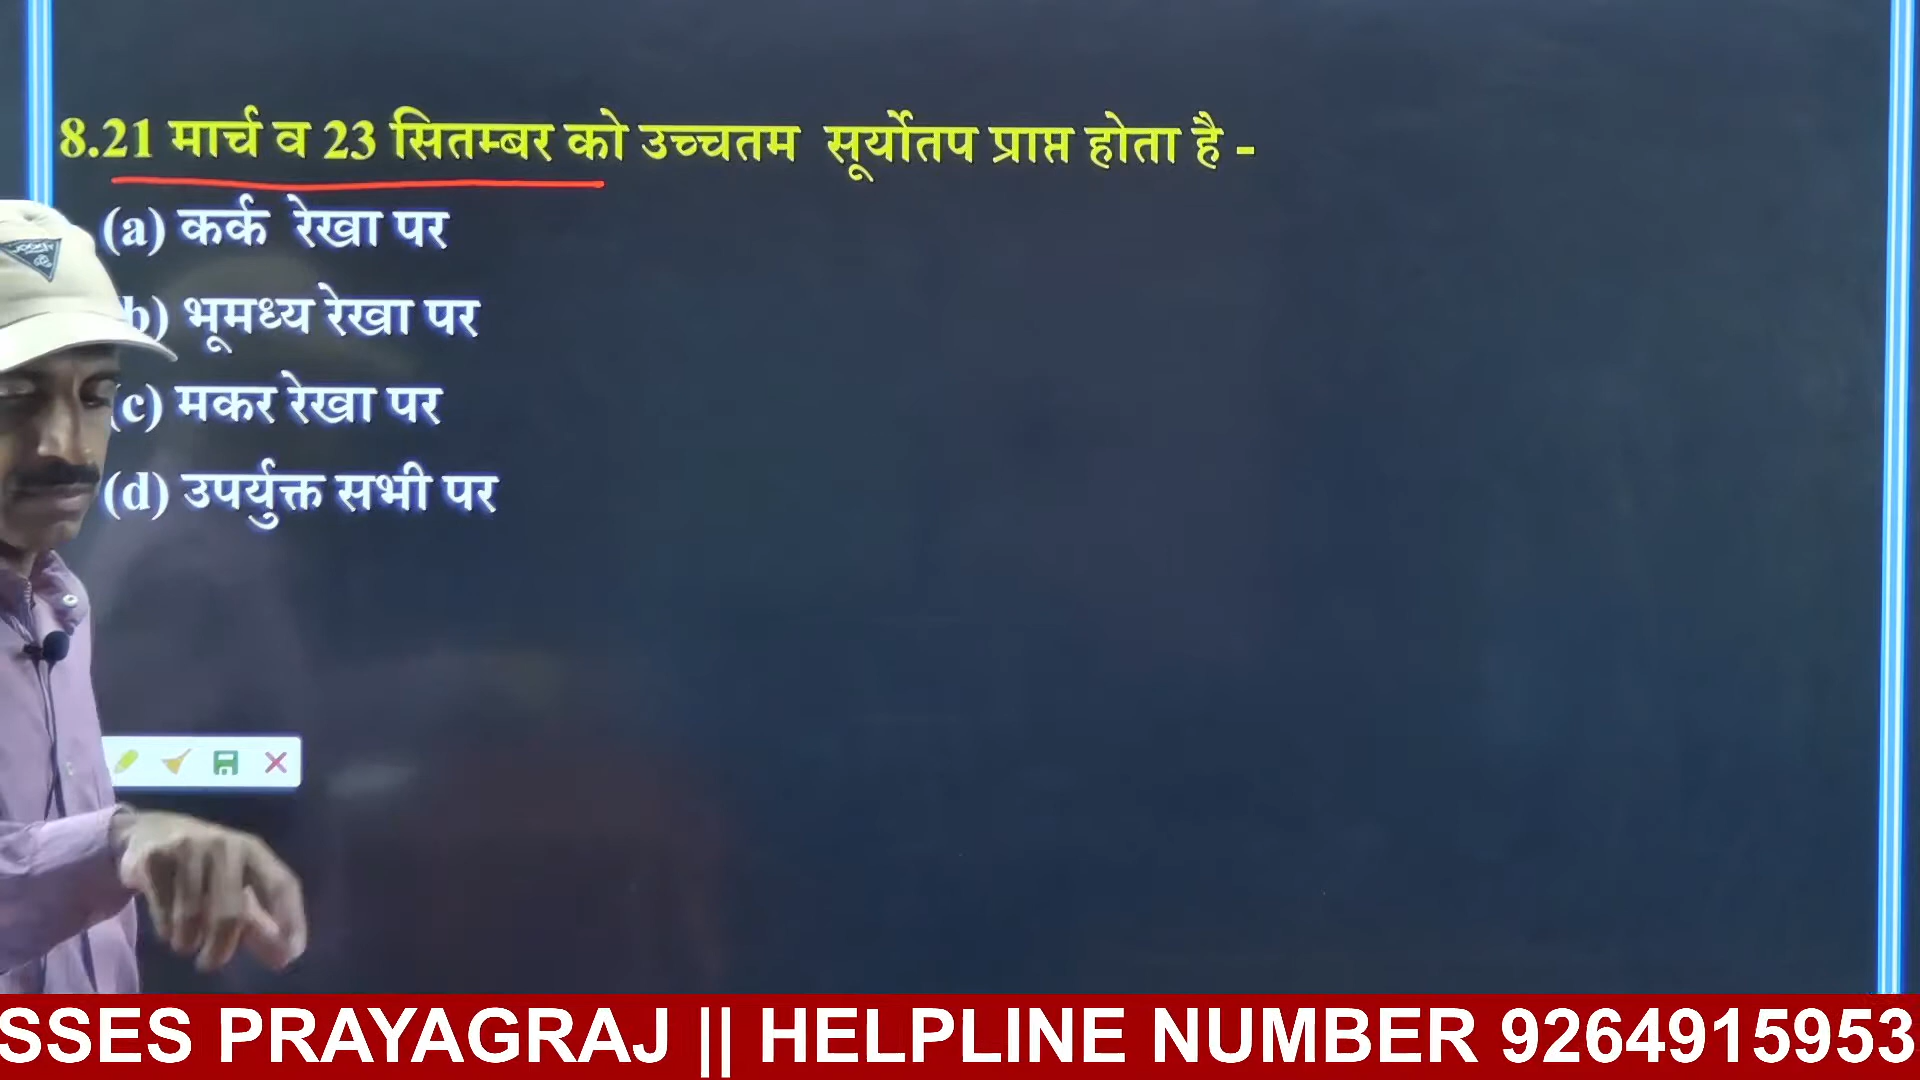 8.21 मार्च व 23 सितम्बर को उच्चतम सूर्योतप प्राप्त होता है -
(a) कर्क रेखा पर
b) भूमध्य रेखा पर
(c) मकर रेखा पर
(d) उपर्युक्त सभी पर
SSES PRAYAGRAJ || HELPLINE NUMBER 9264915953